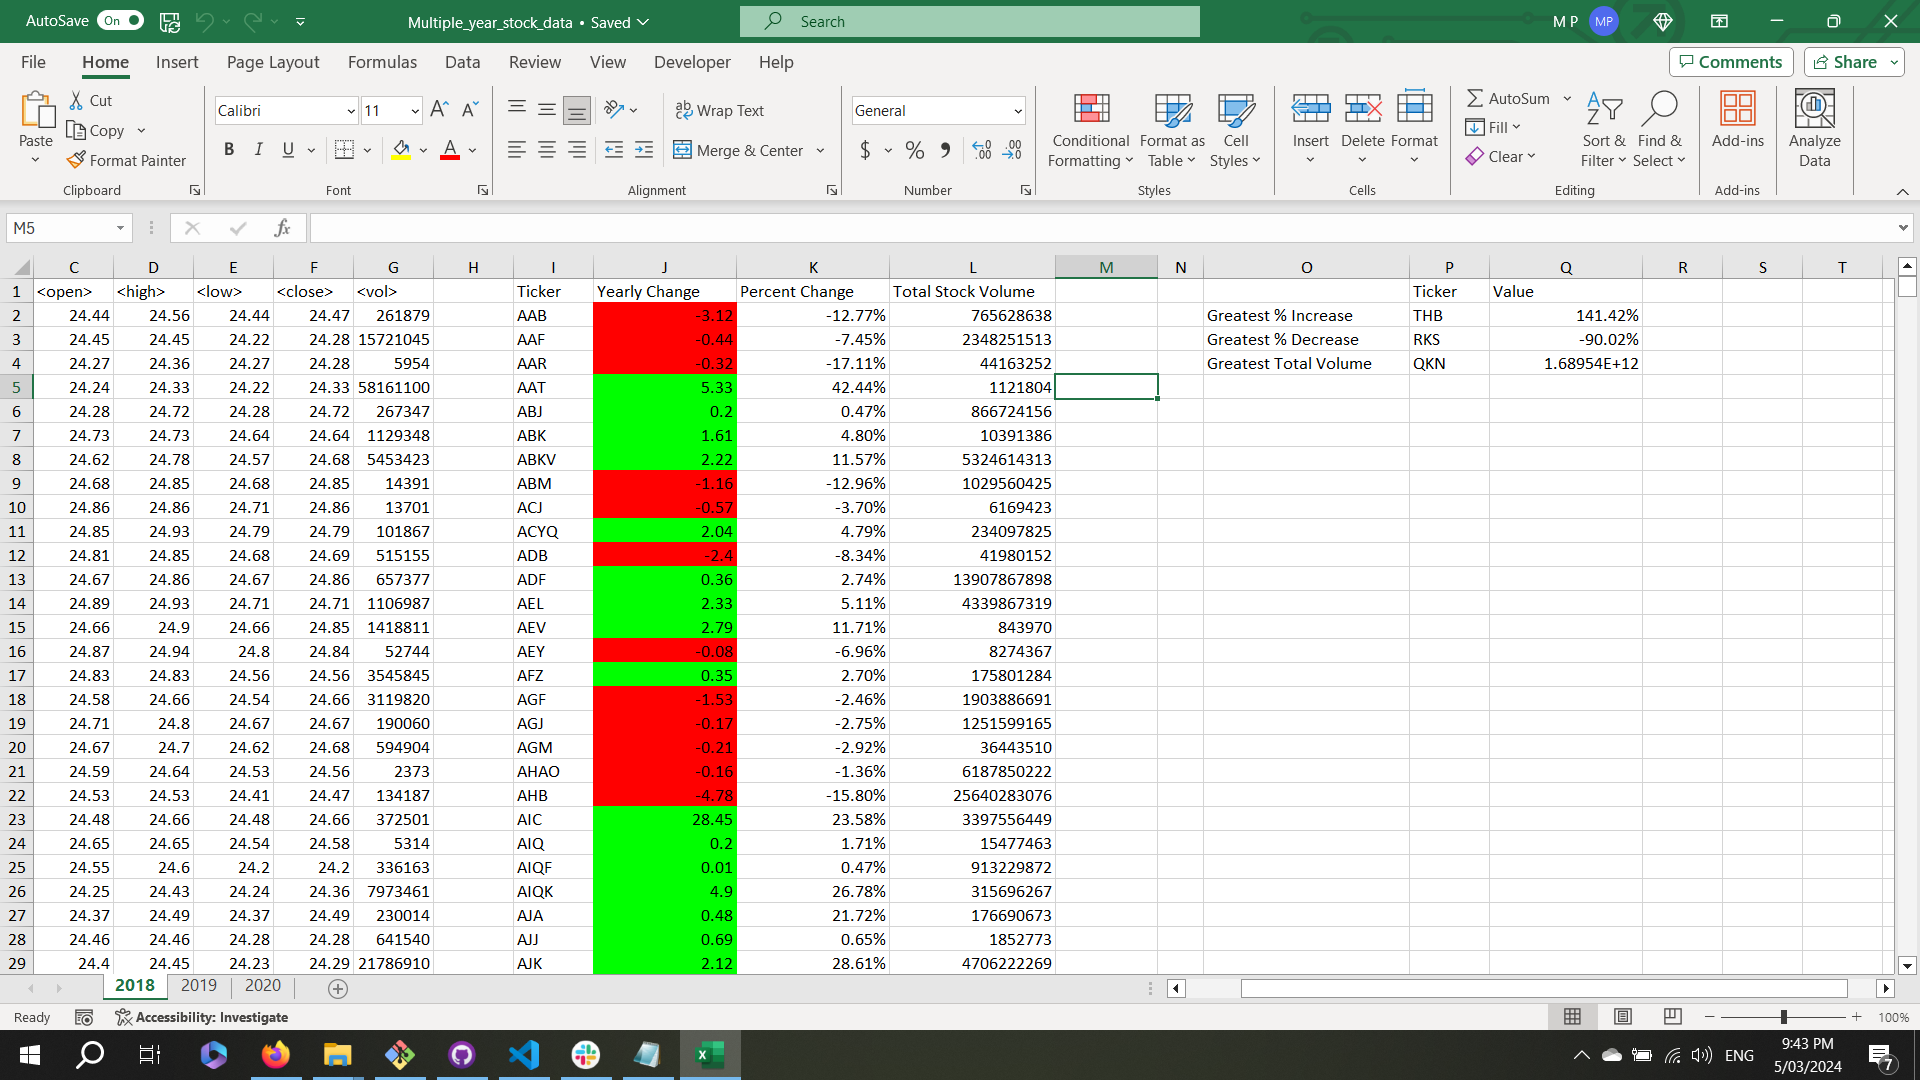 AutoSave On Multiple_year_stock_data • Saved Search M P MP
File Home Insert Page Layout Formulas Data Review View Developer Help Comments Share
Paste Cut Copy Format Painter Clipboard
Calibri 11 B I U A Font
ab Wrap Text Merge & Center Alignment
General $ % Number
Conditional Formatting Format as Table Cell Styles Styles
Insert Delete Format Cells
AutoSum Fill Clear Sort & Filter Find & Select Editing
Add-ins Add-ins
Analyze Data
M5 fx
C D E F G H I J K L M N O P Q R S T
1 <open> <high> <low> <close> <vol> Ticker Yearly Change Percent Change Total Stock Volume Ticker Value
2 24.44 24.56 24.44 24.47 261879 AAB -3.12 -12.77% 765628638 Greatest % Increase THB 141.42%
3 24.45 24.45 24.22 24.28 15721045 AAF -0.44 -7.45% 2348251513 Greatest % Decrease RKS -90.02%
4 24.27 24.36 24.27 24.28 5954 AAR -0.32 -17.11% 44163252 Greatest Total Volume QKN 1.68954E+12
5 24.24 24.33 24.22 24.33 58161100 AAT 5.33 42.44% 1121804
6 24.28 24.72 24.28 24.72 267347 ABJ 0.2 0.47% 866724156
7 24.73 24.73 24.64 24.64 1129348 ABK 1.61 4.80% 10391386
8 24.62 24.78 24.57 24.68 5453423 ABKV 2.22 11.57% 5324614313
9 24.68 24.85 24.68 24.85 14391 ABM -1.16 -12.96% 1029560425
10 24.86 24.86 24.71 24.86 13701 ACJ -0.57 -3.70% 6169423
11 24.85 24.93 24.79 24.79 101867 ACYQ 2.04 4.79% 234097825
12 24.81 24.85 24.68 24.69 515155 ADB -2.4 -8.34% 41980152
13 24.67 24.86 24.67 24.86 657377 ADF 0.36 2.74% 13907867898
14 24.89 24.93 24.71 24.71 1106987 AEL 2.33 5.11% 4339867319
15 24.66 24.9 24.66 24.85 1418811 AEV 2.79 11.71% 843970
16 24.87 24.94 24.8 24.84 52744 AEY -0.08 -6.96% 8274367
17 24.83 24.83 24.56 24.56 3545845 AFZ 0.35 2.70% 175801284
18 24.58 24.66 24.54 24.66 3119820 AGF -1.53 -2.46% 1903886691
19 24.71 24.8 24.67 24.67 190060 AGJ -0.17 -2.75% 1251599165
20 24.67 24.7 24.62 24.68 594904 AGM -0.21 -2.92% 36443510
21 24.59 24.64 24.53 24.56 2373 AHAO -0.16 -1.36% 6187850222
22 24.53 24.53 24.41 24.47 134187 AHB -4.78 -15.80% 25640283076
23 24.48 24.66 24.48 24.66 372501 AIC 28.45 23.58% 3397556449
24 24.65 24.65 24.54 24.58 5314 AIQ 0.2 1.71% 15477463
25 24.55 24.6 24.2 24.2 336163 AIQF 0.01 0.47% 913229872
26 24.25 24.43 24.24 24.36 7973461 AIQK 4.9 26.78% 315696267
27 24.37 24.49 24.37 24.49 230014 AJA 0.48 21.72% 176690673
28 24.46 24.46 24.28 24.28 641540 AJJ 0.69 0.65% 1852773
29 24.4 24.45 24.23 24.29 21786910 AJK 2.12 28.61% 4706222269
2018 2019 2020
Ready Accessibility: Investigate 100%
ENG 9:43 PM
5/03/2024 7